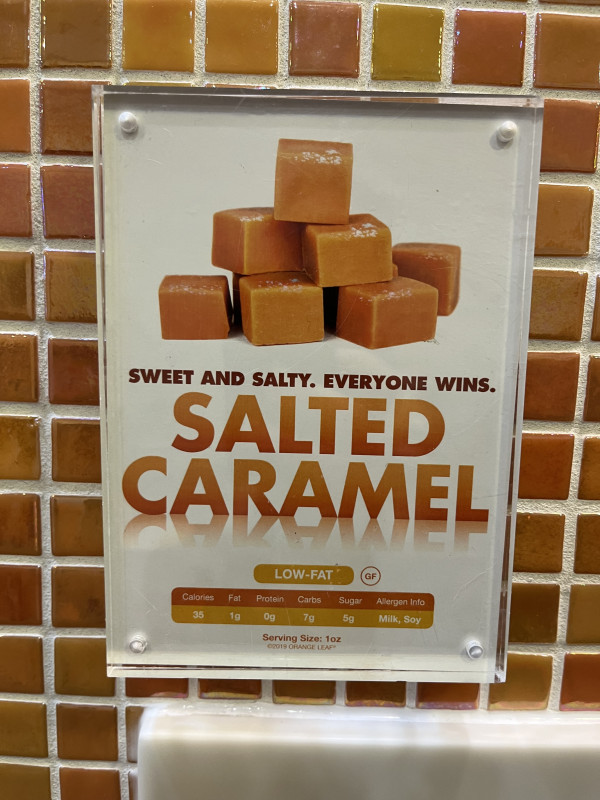 SWEET AND SALTY. EVERYONE WINS.
SALTED
CARAMEL
LOW-FAT GF
Calories Fat Protein Carbs Sugar Allergen Info
35 1g 0g 7g 5g Milk, Soy
Serving Size: 1oz
©2019 ORANGE LEAF®